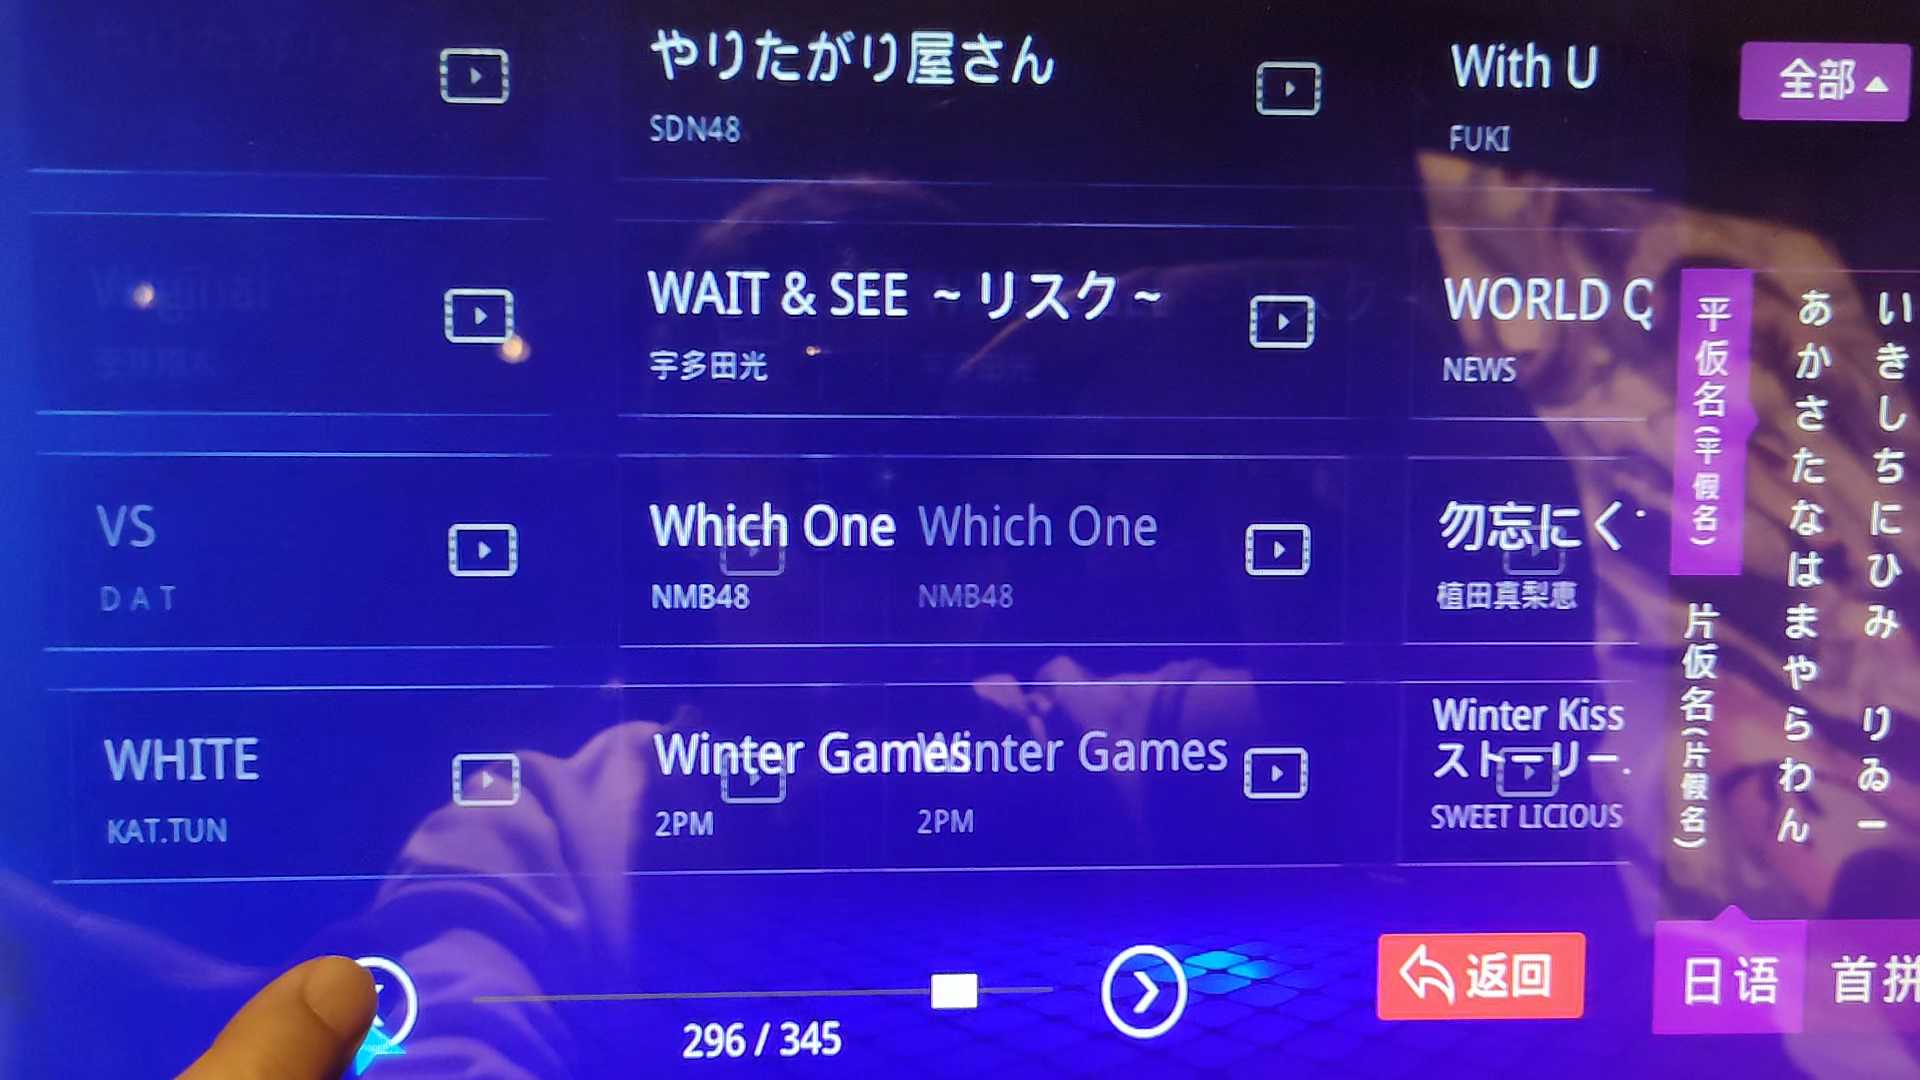 やりたがり屋さん
SDN48
With U
FUKI
全部
WAIT & SEE ~ リスク ~
宇多田光
WORLD Q
NEWS
VS
D A T
Which One
NMB48
Which One
NMB48
勿忘にく
植田真梨恵
WHITE
KAT.TUN
Winter Games
2PM
Winter Games
2PM
Winter Kiss
ストーリー.
SWEET LICIOUS
平仮名(平假名)
片仮名(片假名)
あかさたなはまやらわん
いきしちにひみ りゐー
296 / 345
返回
日语
首拼